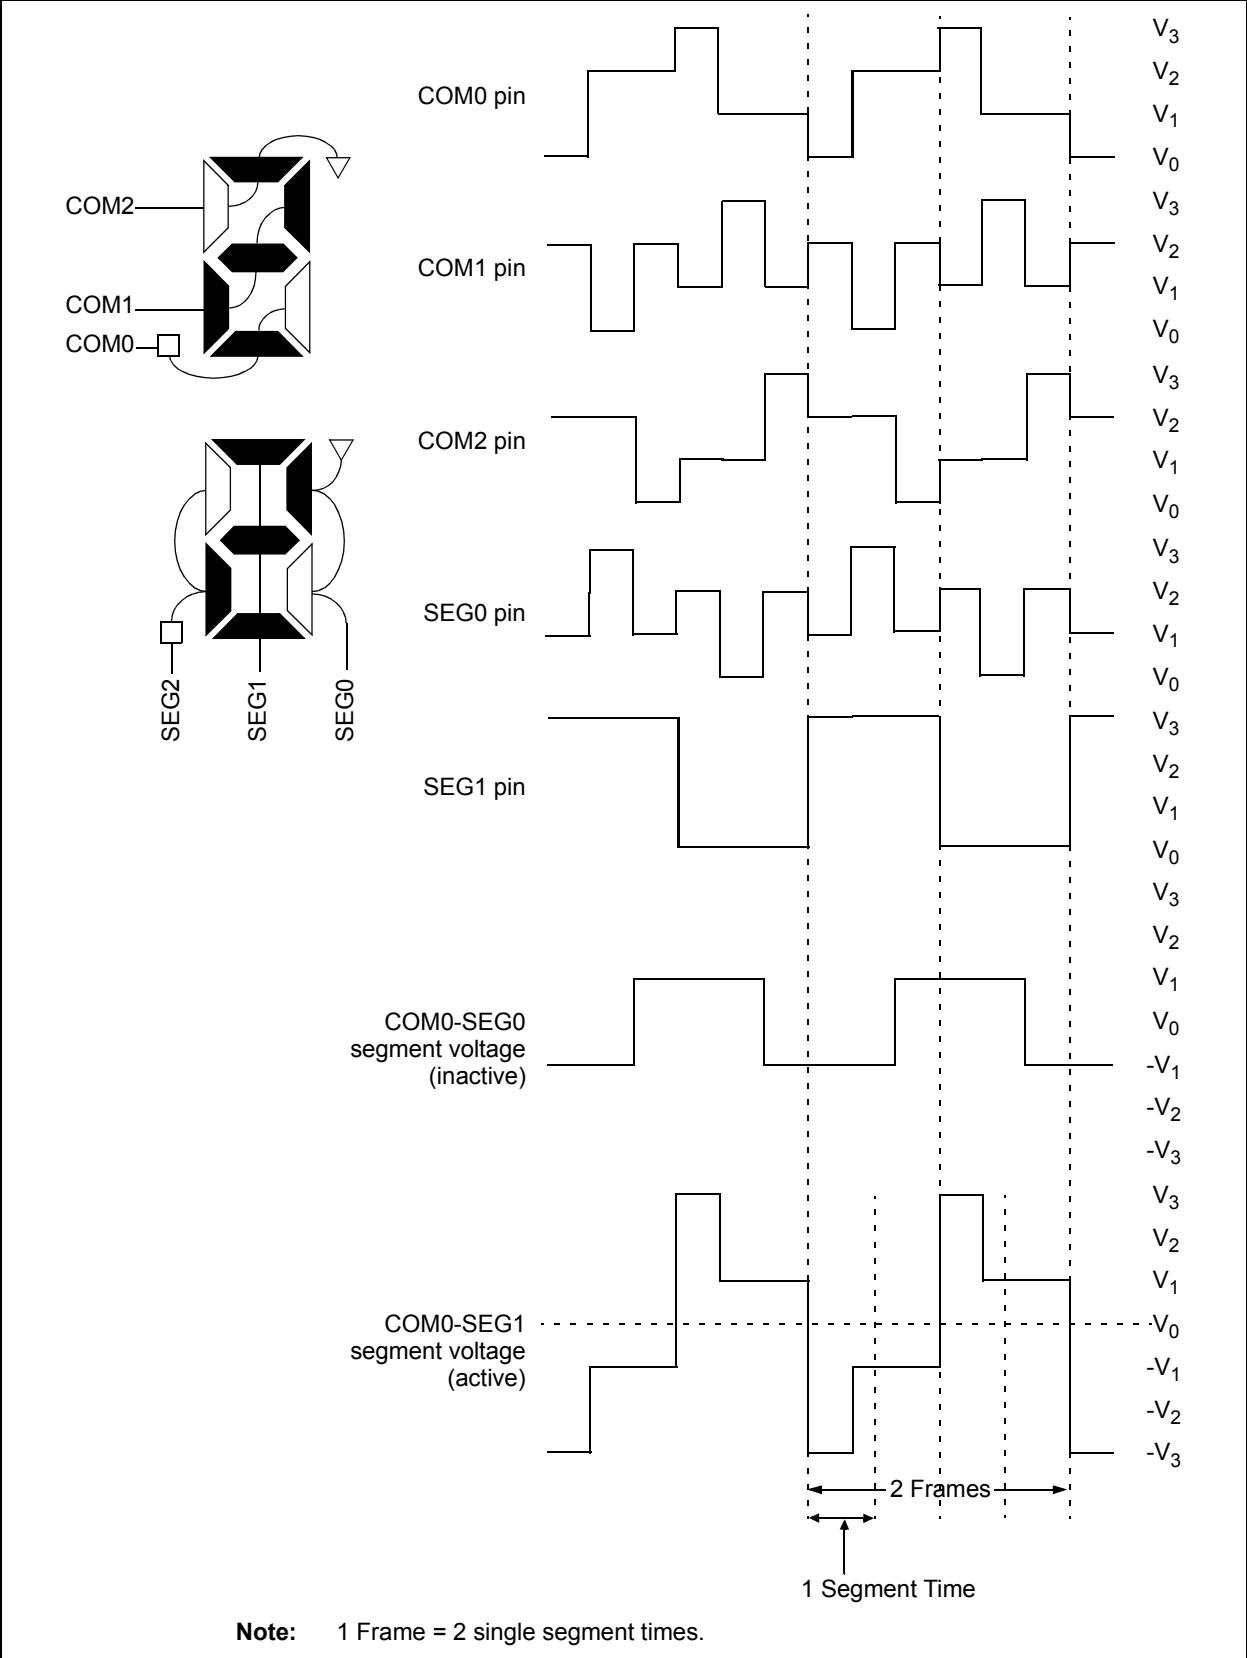 COM0 pin
V3
V2
V1
V0
COM2
COM1
COM0
COM1 pin
V3
V2
V1
V0
COM2 pin
V3
V2
V1
V0
SEG0 pin
V3
V2
V1
V0
SEG2
SEG1
SEG0
SEG1 pin
V3
V2
V1
V0
COM0-SEG0
segment voltage
(inactive)
V3
V2
V1
V0
-V1
-V2
-V3
COM0-SEG1
segment voltage
(active)
V3
V2
V1
V0
-V1
-V2
-V3
2 Frames
1 Segment Time
Note: 1 Frame = 2 single segment times.